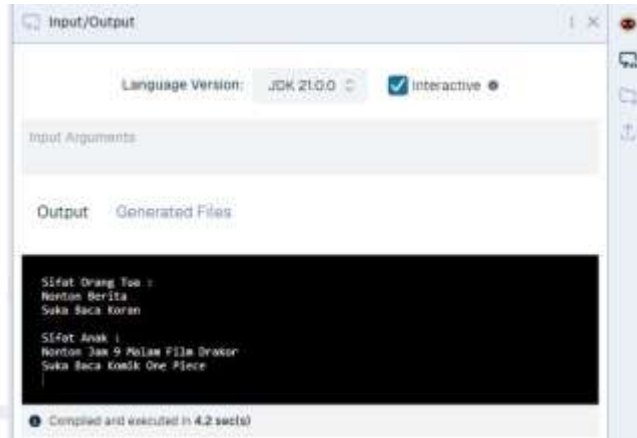 Input/Output
Language Version: JDK 21.0.0 Interactive
Input Arguments
Output Generated Files
Sifat Orang Tua :
Nonton Berita
Suka Baca Koran
Sifat Anak :
Nonton Jam 9 Malam Film Drakor
Suka Baca Komik One Piece
Compiled and executed in 4.2 sec(s)